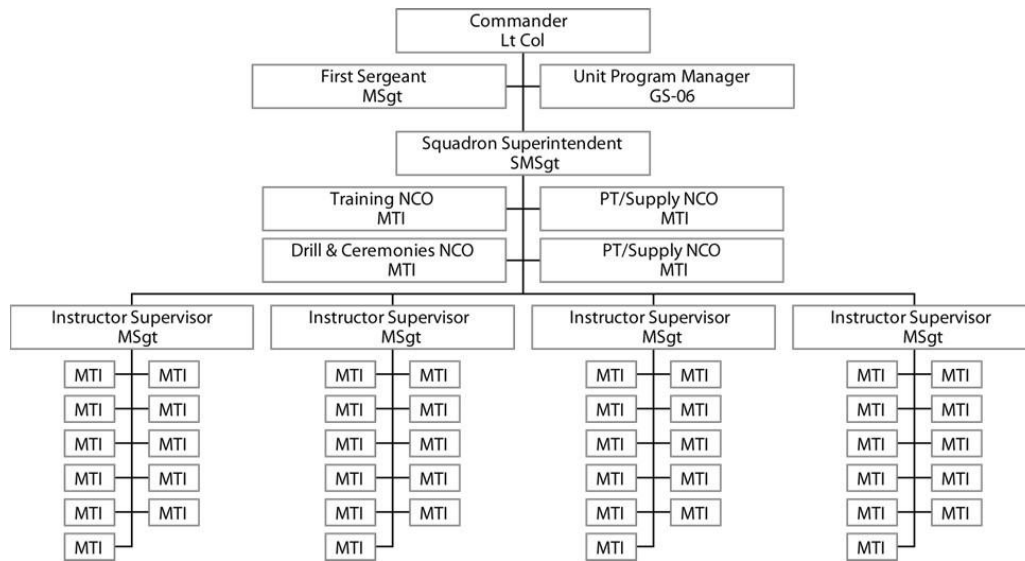 Commander
Lt Col
First Sergeant
MSgt
Unit Program Manager
GS-06
Squadron Superintendent
SMSgt
Training NCO
MTI
PT/Supply NCO
MTI
Drill & Ceremonies NCO
MTI
PT/Supply NCO
MTI
Instructor Supervisor
MSgt
MTI MTI
MTI MTI
MTI MTI
MTI MTI
MTI MTI
MTI
Instructor Supervisor
MSgt
MTI MTI
MTI MTI
MTI MTI
MTI MTI
MTI MTI
MTI
Instructor Supervisor
MSgt
MTI MTI
MTI MTI
MTI MTI
MTI MTI
MTI MTI
MTI
Instructor Supervisor
MSgt
MTI MTI
MTI MTI
MTI MTI
MTI MTI
MTI MTI
MTI